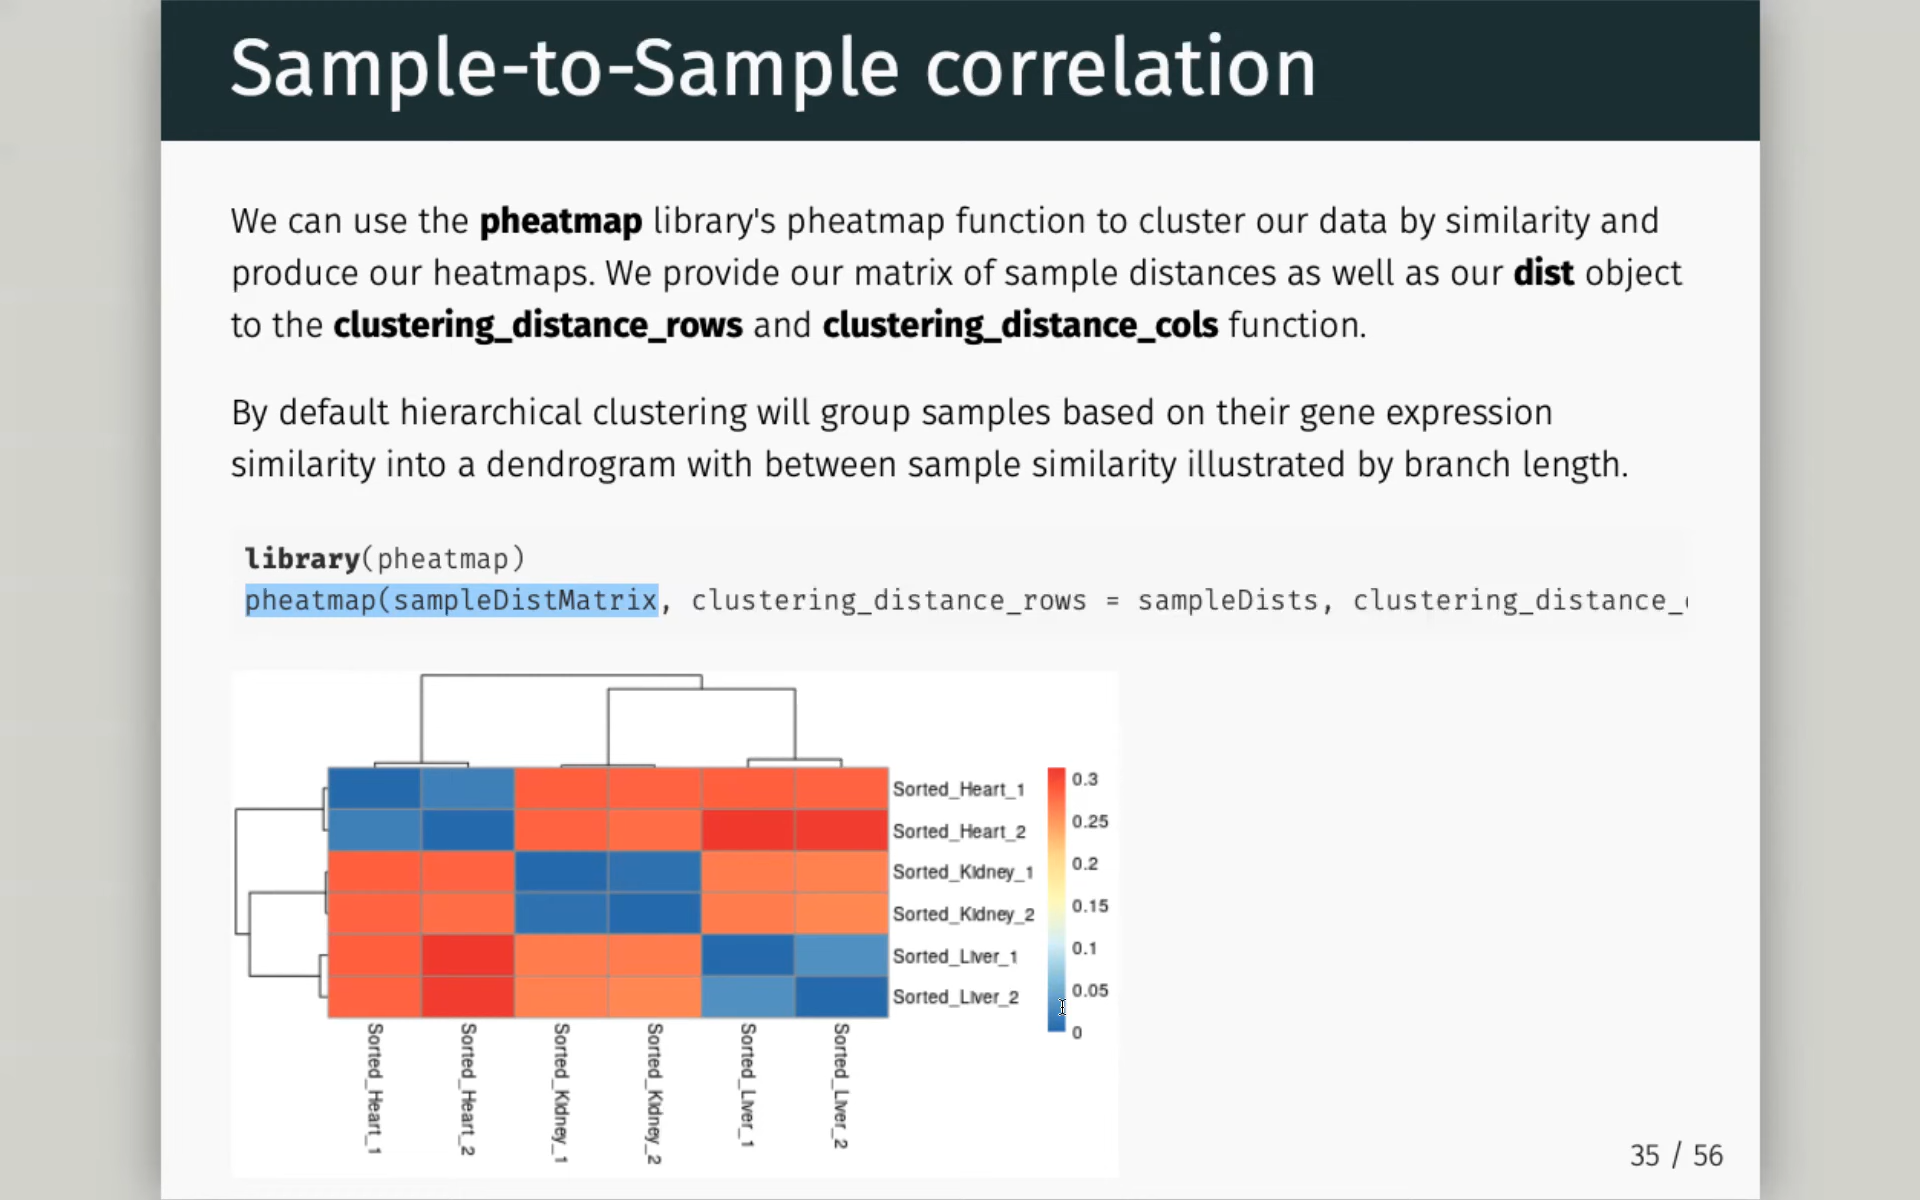 Sample-to-Sample correlation
We can use the pheatmap library's pheatmap function to cluster our data by similarity and
produce our heatmaps. We provide our matrix of sample distances as well as our dist object
to the clustering_distance_rows and clustering_distance_cols function.
By default hierarchical clustering will group samples based on their gene expression
similarity into a dendrogram with between sample similarity illustrated by branch length.
library(pheatmap)
pheatmap(sampleDistMatrix, clustering_distance_rows = sampleDists, clustering_distance_
Sorted_Heart_1
Sorted_Heart_2
Sorted_Kidney_1
Sorted_Kidney_2
Sorted_Liver_1
Sorted_Liver_2
0.3
0.25
0.2
0.15
0.1
0.05
0
Sorted_Heart_1
Sorted_Heart_2
Sorted_Kidney_1
Sorted_Kidney_2
Sorted_Liver_1
Sorted_Liver_2
35 / 56